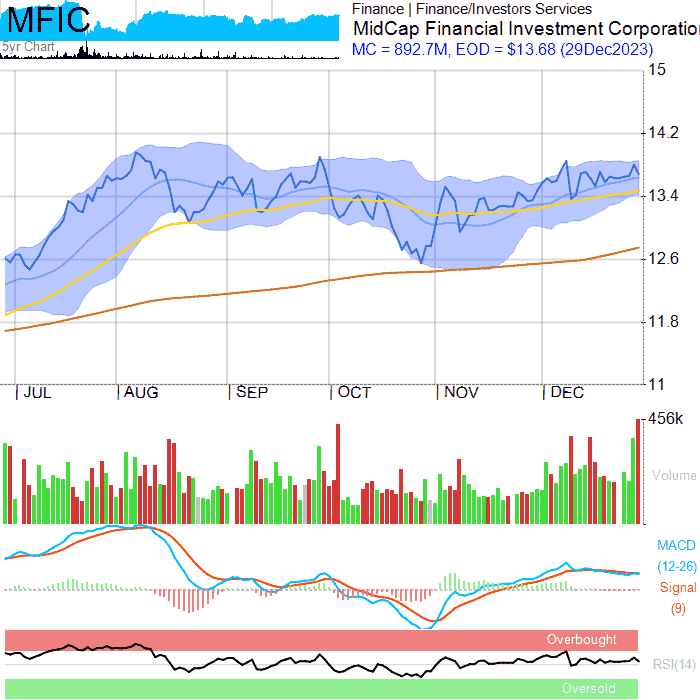 MFIC
5yr Chart
Finance | Finance/Investors Services
MidCap Financial Investment Corporatio
MC = 892.7M, EOD = $13.68 (29Dec2023)
15
14.2
13.4
12.6
11.8
11
JUL
AUG
SEP
OCT
NOV
DEC
456k
Volume
MACD
(12-26)
Signal
(9)
Overbought
RSI(14)
Oversold